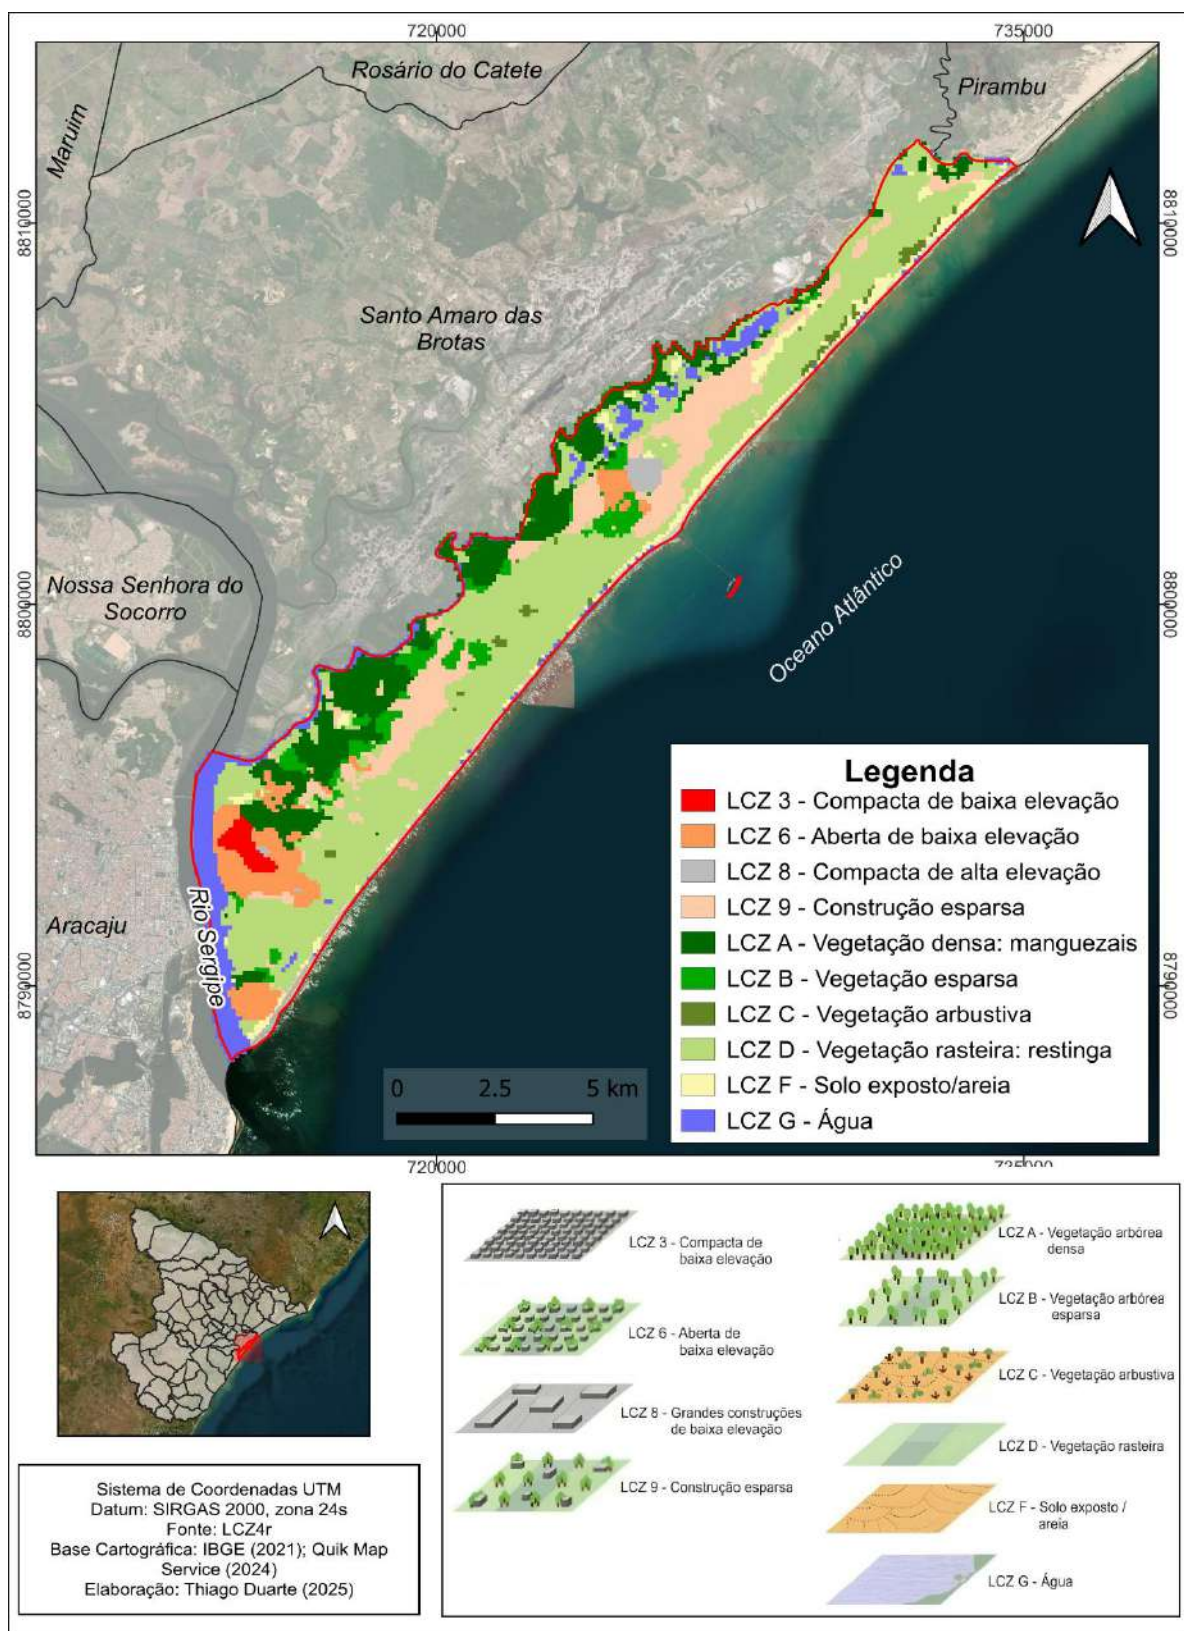 720000
735000
Rosário do Catete
Pirambu
Maruim
8810000
8810000
Santo Amaro das
Brotas
Nossa Senhora do
Socorro
8800000
8800000
Oceano Atlântico
Aracaju
Rio Sergipe
8790000
8790000
Legenda
LCZ 3 - Compacta de baixa elevação
LCZ 6 - Aberta de baixa elevação
LCZ 8 - Compacta de alta elevação
LCZ 9 - Construção esparsa
LCZ A - Vegetação densa: manguezais
LCZ B - Vegetação esparsa
LCZ C - Vegetação arbustiva
LCZ D - Vegetação rasteira: restinga
LCZ F - Solo exposto/areia
LCZ G - Água
0 2.5 5 km
720000
735000
LCZ 3 - Compacta de
baixa elevação
LCZ 6 - Aberta de
baixa elevação
LCZ 8 - Grandes construções
de baixa elevação
LCZ 9 - Construção esparsa
LCZ A - Vegetação arbórea
densa
LCZ B - Vegetação arbórea
esparsa
LCZ C - Vegetação arbustiva
LCZ D - Vegetação rasteira
LCZ F - Solo exposto /
areia
LCZ G - Água
Sistema de Coordenadas UTM
Datum: SIRGAS 2000, zona 24s
Fonte: LCZ4r
Base Cartográfica: IBGE (2021); Quik Map
Service (2024)
Elaboração: Thiago Duarte (2025)